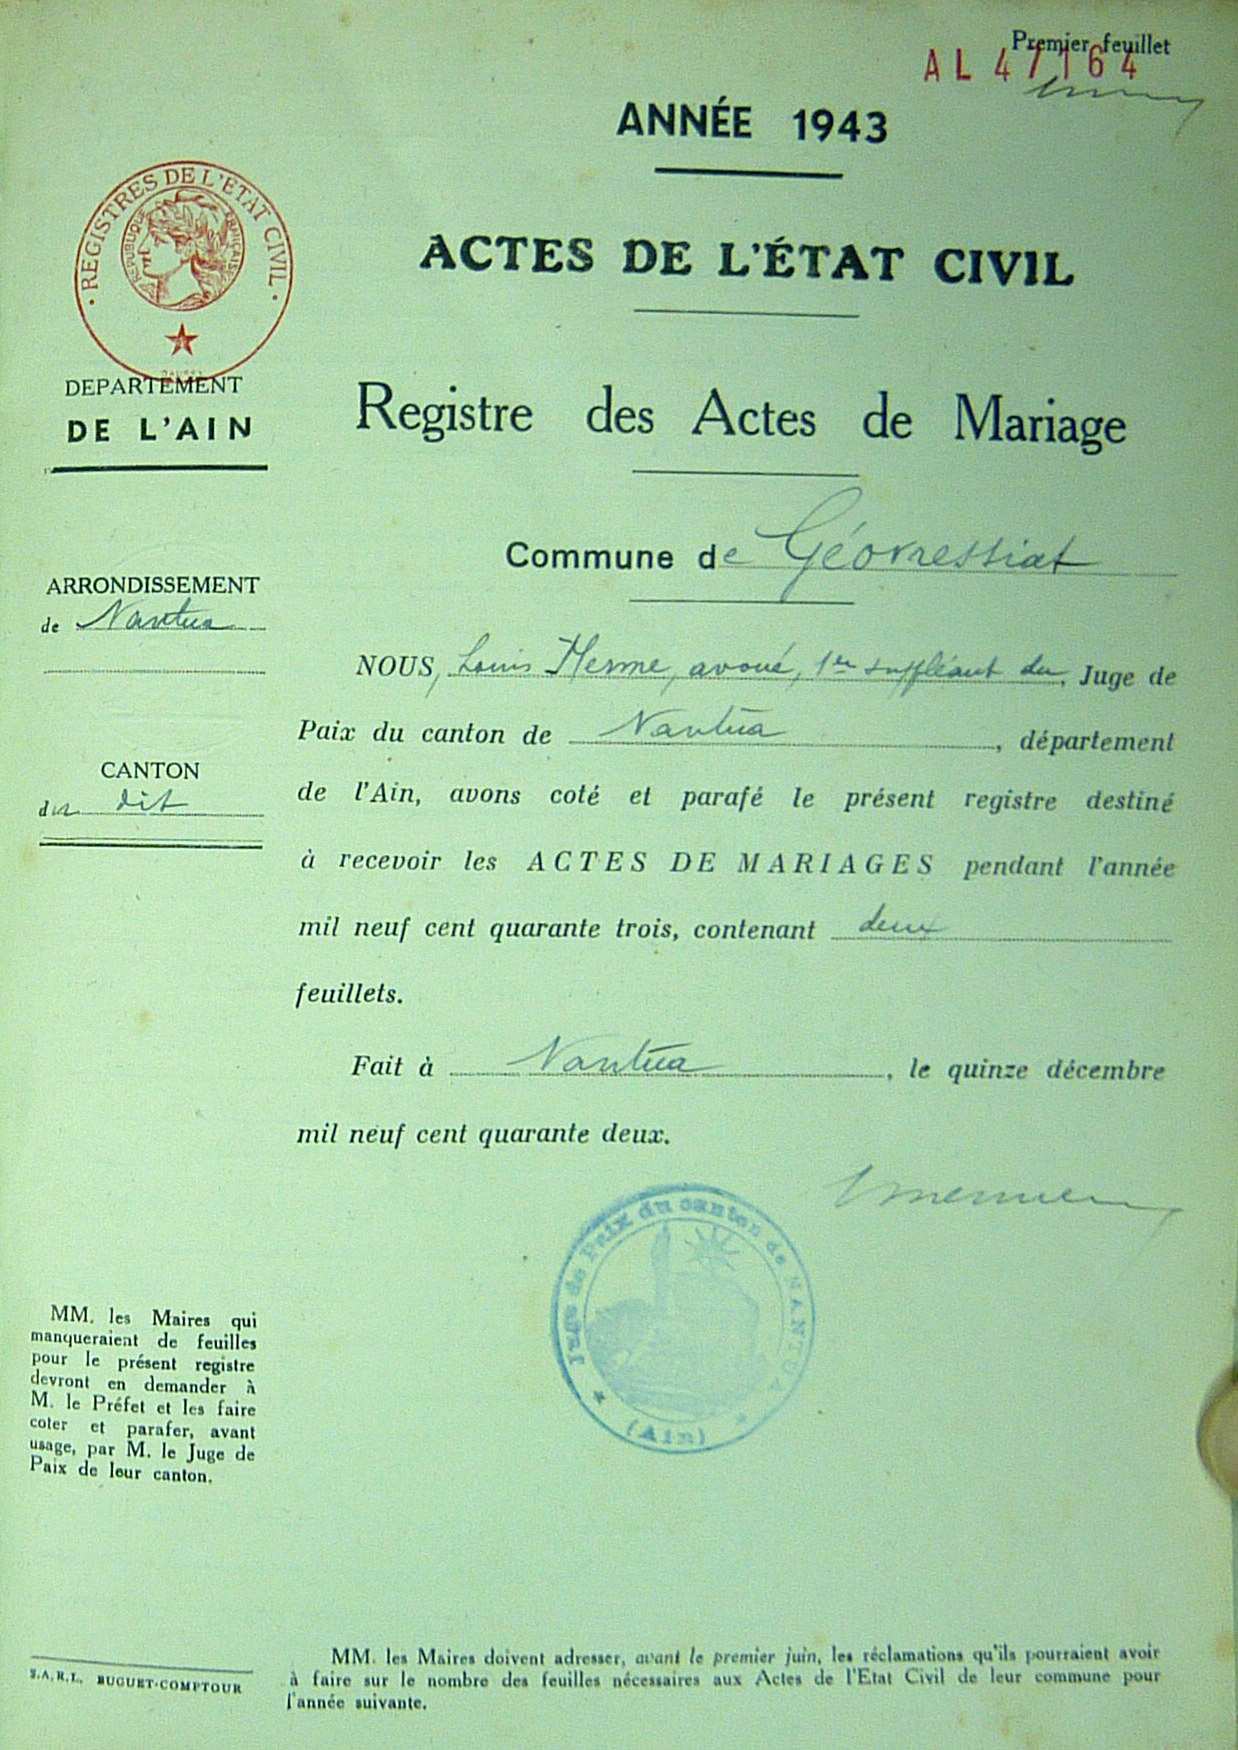 Premier feuillet
AL 47164
ANNÉE 1943
REGISTRES DE L'ETAT CIVIL
REPUBLIQUE FRANÇAISE
ACTES DE L'ÉTAT CIVIL
DEPARTEMENT
DE L'AIN
Registre des Actes de Mariage
Commune de Géovressiat
ARRONDISSEMENT
de Nantua
NOUS, Louis Mesme, avoué, 1er suppléant du, Juge de
Paix du canton de Nantua, département
CANTON
du dit
de l'Ain, avons coté et parafé le présent registre destiné
à recevoir les ACTES DE MARIAGES pendant l'année
mil neuf cent quarante trois, contenant deux
feuillets.
Fait à Nantua, le quinze décembre
mil neuf cent quarante deux.
Juge de Paix du canton de NANTUA
(Ain)
MM. les Maires qui
manqueraient de feuilles
pour le présent registre
devront en demander à
M. le Préfet et les faire
coter et parafer, avant
usage, par M. le Juge de
Paix de leur canton.
S.A.R.L. BUGUET-COMPTOUR
MM. les Maires doivent adresser, avant le premier juin, les réclamations qu'ils pourraient avoir
à faire sur le nombre des feuilles nécessaires aux Actes de l'Etat Civil de leur commune pour
l'année suivante.